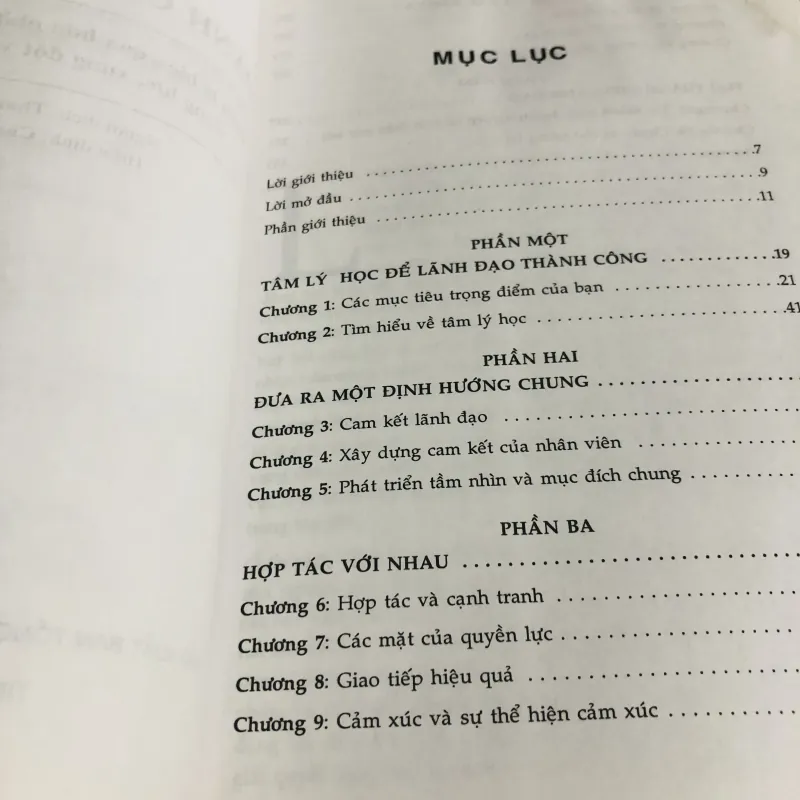 MỤC LỤC
Lời giới thiệu . . . . . . . . . . . . . . . . . . . . . . . . . . . . . . . . . . . . . . . . .7
Lời mở đầu . . . . . . . . . . . . . . . . . . . . . . . . . . . . . . . . . . . . . . . . . .9
Phần giới thiệu . . . . . . . . . . . . . . . . . . . . . . . . . . . . . . . . . . . . . . .11
PHẦN MỘT
TÂM LÝ HỌC ĐỂ LÃNH ĐẠO THÀNH CÔNG . . . . . . . . . . . . .19
Chương 1: Các mục tiêu trọng điểm của bạn . . . . . . . . . . . . . . . . .21
Chương 2: Tìm hiểu về tâm lý học . . . . . . . . . . . . . . . . . . . . . . . . .41
PHẦN HAI
ĐƯA RA MỘT ĐỊNH HƯỚNG CHUNG . . . . . . . . . . . . . . . . . . . .
Chương 3: Cam kết lãnh đạo . . . . . . . . . . . . . . . . . . . . . . . . . . .
Chương 4: Xây dựng cam kết của nhân viên . . . . . . . . . . . . . . .
Chương 5: Phát triển tầm nhìn và mục đích chung . . . . . . . . . .
PHẦN BA
HỢP TÁC VỚI NHAU . . . . . . . . . . . . . . . . . . . . . . . . . . . . . .
Chương 6: Hợp tác và cạnh tranh . . . . . . . . . . . . . . . . . . . . . .
Chương 7: Các mặt của quyền lực . . . . . . . . . . . . . . . . . . . . .
Chương 8: Giao tiếp hiệu quả . . . . . . . . . . . . . . . . . . . . . . .
Chương 9: Cảm xúc và sự thể hiện cảm xúc . . . . . . . . . . . .